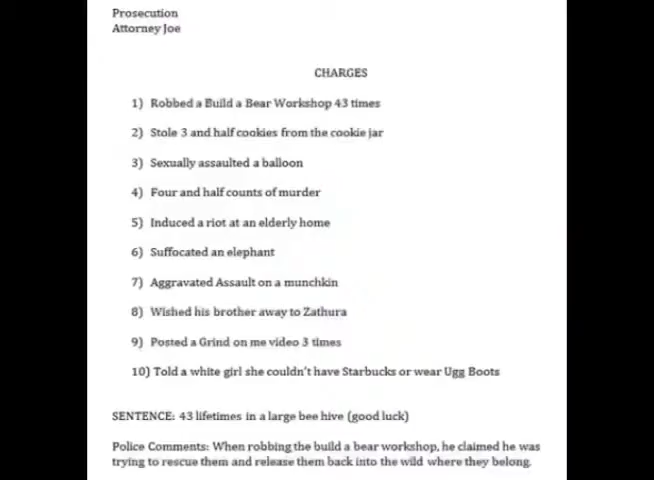 Prosecution
Attorney Joe
CHARGES
1) Robbed a Build a Bear Workshop 43 times
2) Stole 3 and half cookies from the cookie jar
3) Sexually assaulted a balloon
4) Four and half counts of murder
5) Induced a riot at an elderly home
6) Suffocated an elephant
7) Aggravated Assault on a munchkin
8) Wished his brother away to Zathura
9) Posted a Grind on me video 3 times
10) Told a white girl she couldn't have Starbucks or wear Ugg Boots
SENTENCE: 43 lifetimes in a large bee hive (good luck)
Police Comments: When robbing the build a bear workshop, he claimed he was
trying to rescue them and release them back into the wild where they belong.